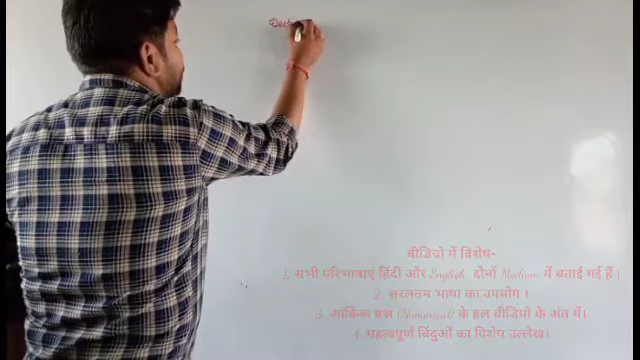 वीडियो में विशेष-
1. सभी परिभाषाएं हिंदी और English दोनों Medium में बताई गई हैं ।
2. सरलतम भाषा का उपयोग ।
3. आंकिक प्रश्न (Numerical) के हल वीडियो के अंत में।
4. महत्वपूर्ण बिंदुओं का विशेष उल्लेख।